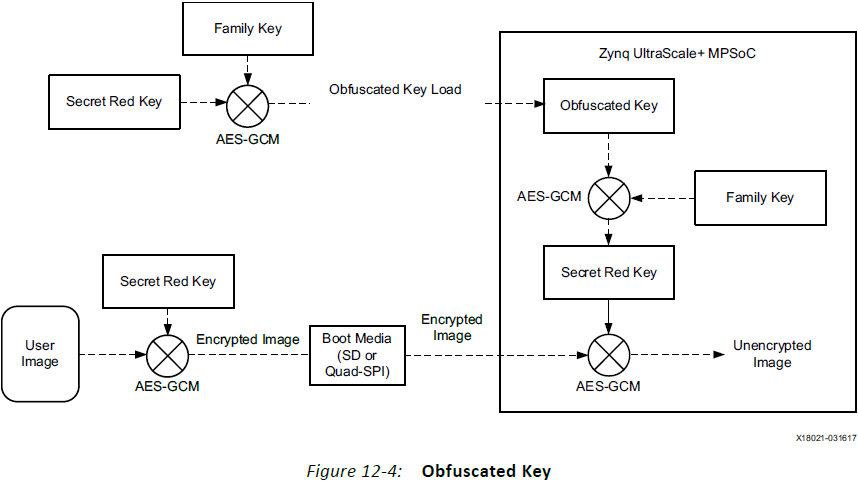 Family Key
Zynq UltraScale+ MPSoC
Secret Red Key
Obfuscated Key Load
Obfuscated Key
AES-GCM
AES-GCM
Family Key
Secret Red Key
Secret Red Key
User
Image
Encrypted Image
Boot Media
(SD or
Quad-SPI)
Encrypted
Image
Unencrypted
Image
AES-GCM
AES-GCM
X18021-031617
Figure 12-4: Obfuscated Key